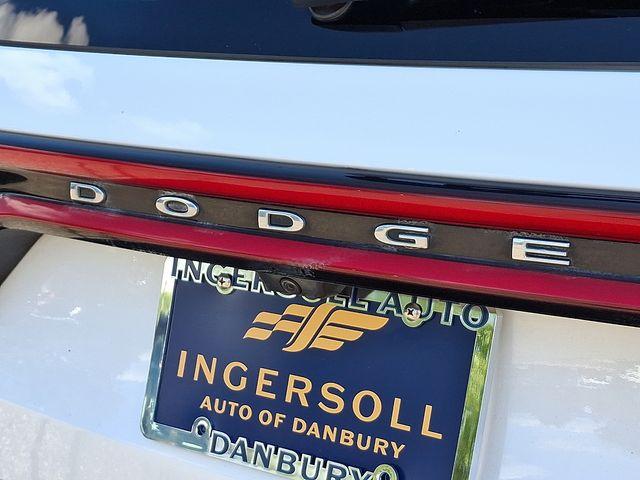 DODGE
INGERSOLL AUTO
INGERSOLL
AUTO OF DANBURY
DANBURY